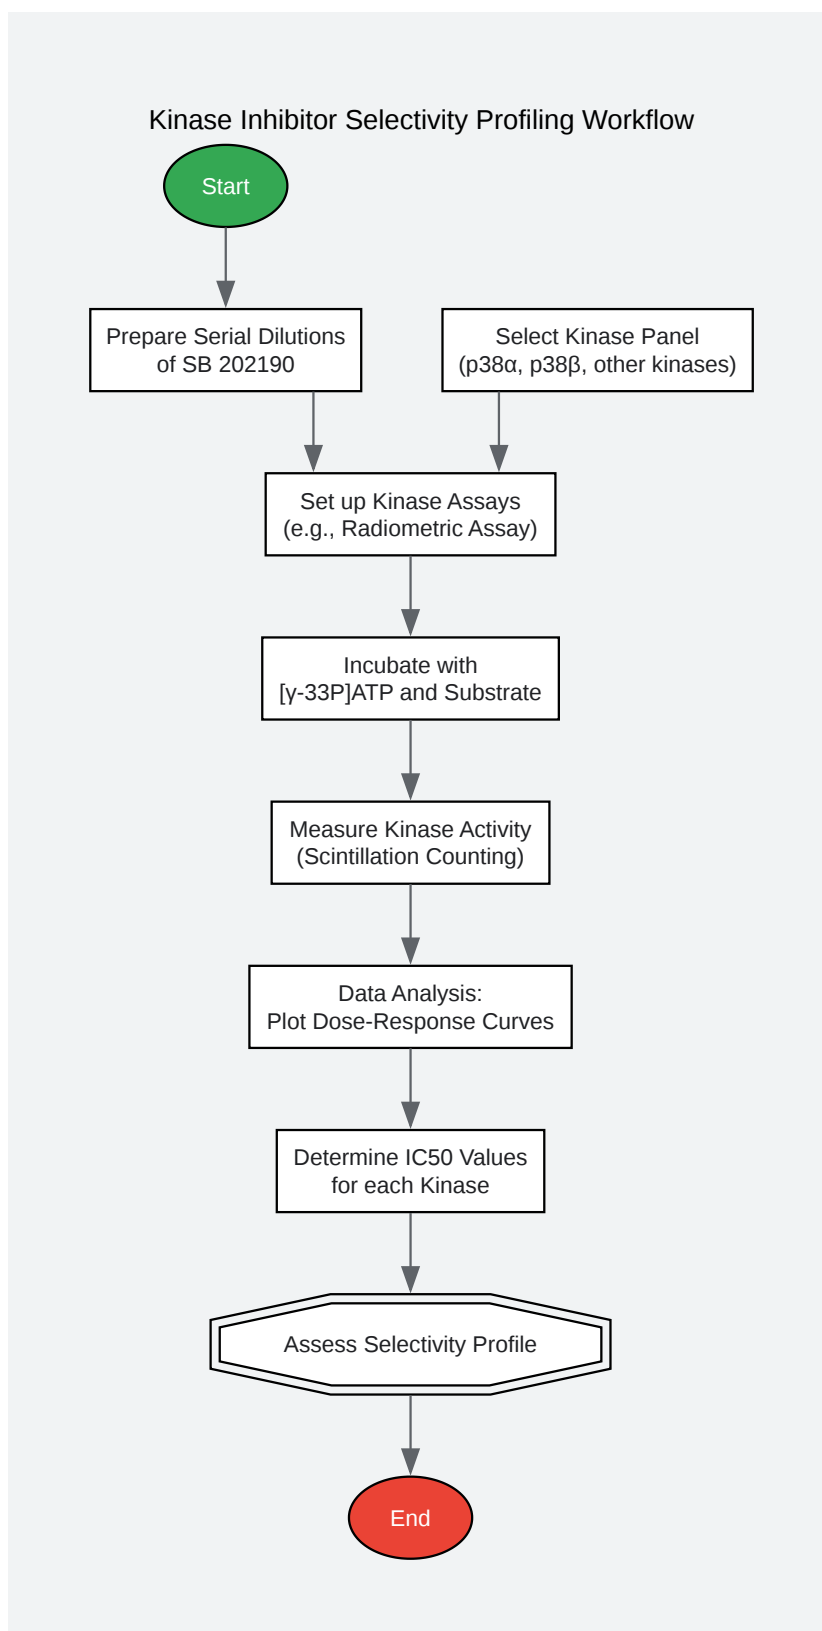 Kinase Inhibitor Selectivity Profiling Workflow
Start
Prepare Serial Dilutions
of SB 202190
Select Kinase Panel
(p38α, p38β, other kinases)
Set up Kinase Assays
(e.g., Radiometric Assay)
Incubate with
[γ-33P]ATP and Substrate
Measure Kinase Activity
(Scintillation Counting)
Data Analysis:
Plot Dose-Response Curves
Determine IC50 Values
for each Kinase
Assess Selectivity Profile
End